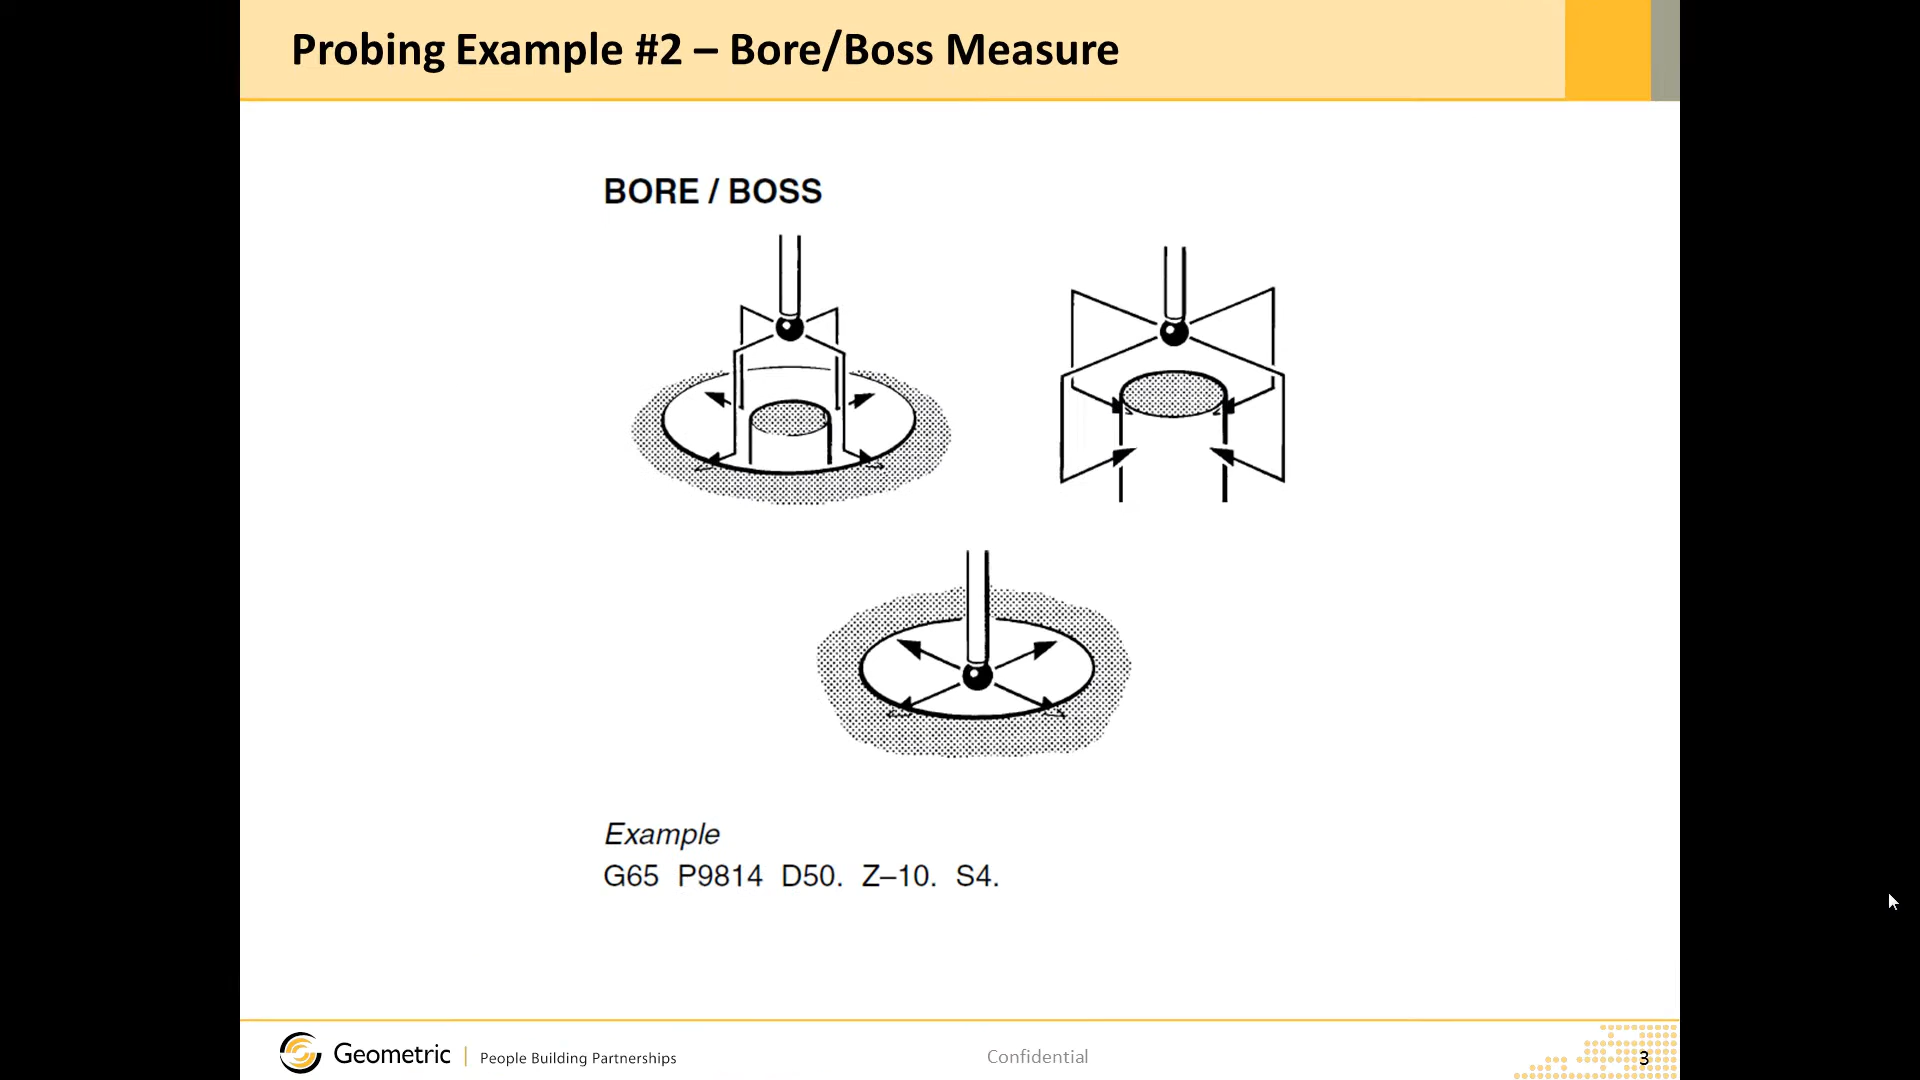 Probing Example #2 – Bore/Boss Measure
BORE / BOSS
Example
G65 P9814 D50. Z–10. S4.
Geometric | People Building Partnerships
Confidential
3